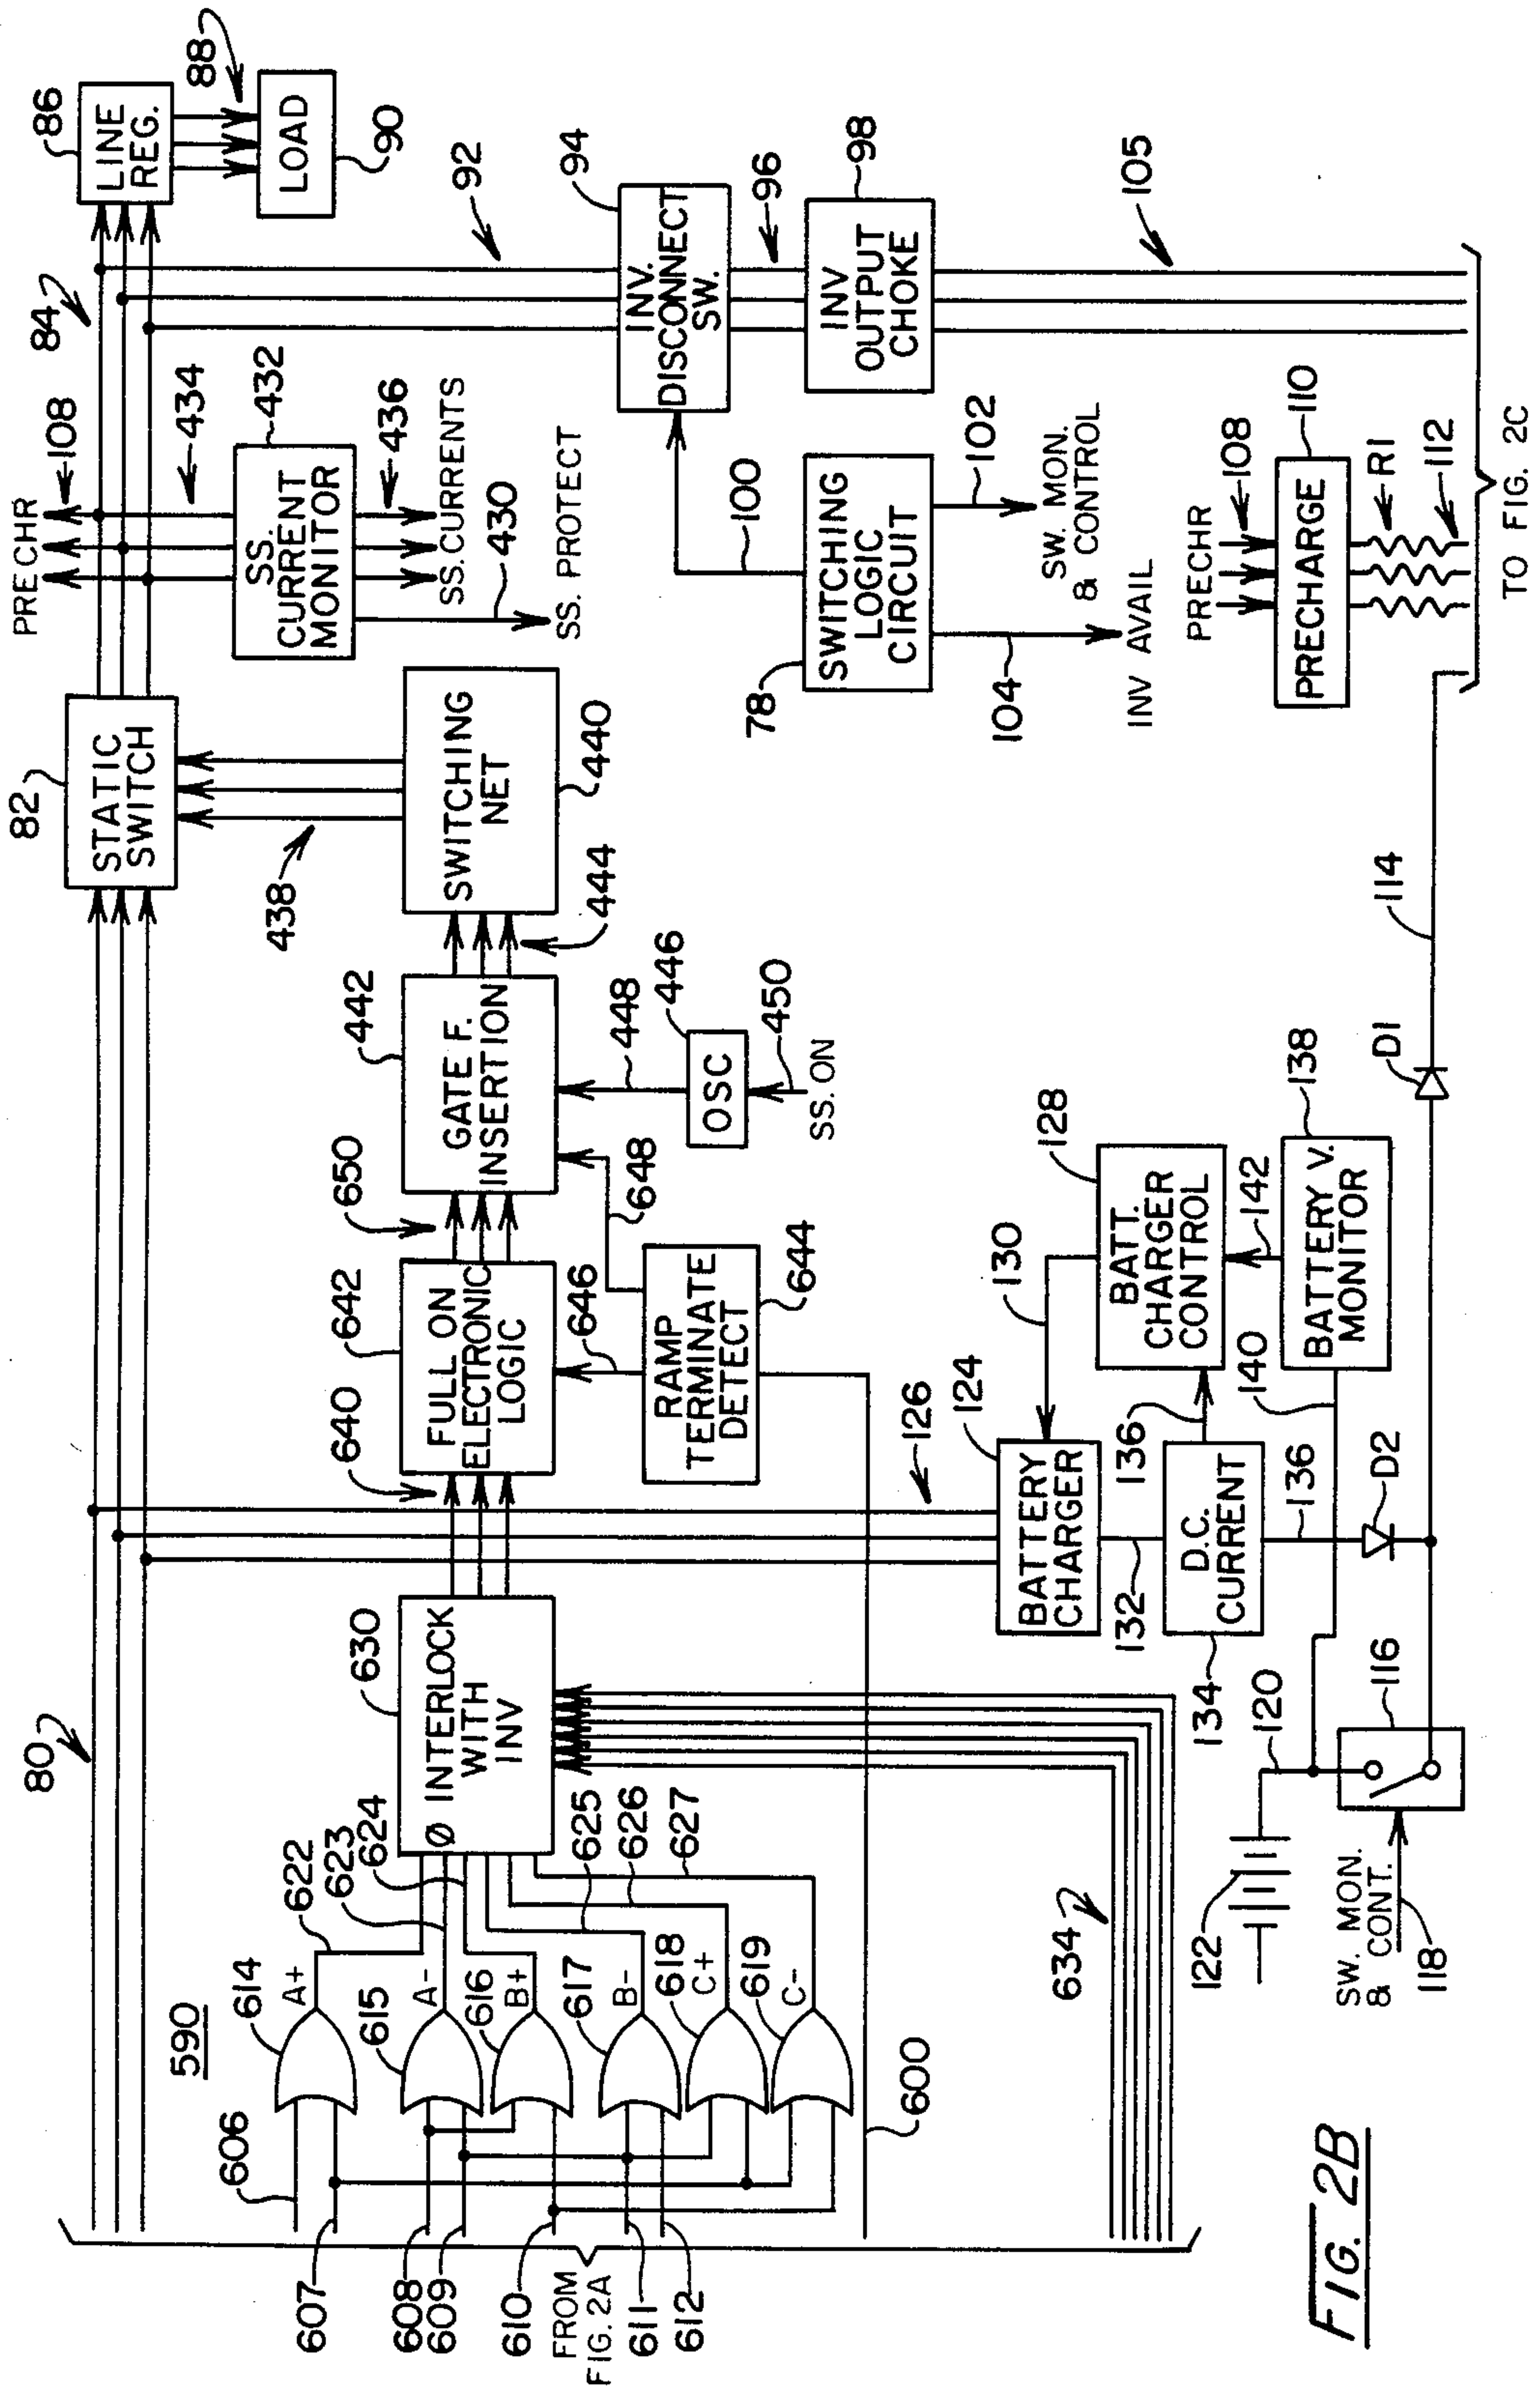 80
82
STATIC
SWITCH
PRECHR
108
84
86
LINE
REG.
88
LOAD
90
434
432
SS.
CURRENT
MONITOR
436
SS. CURRENTS
430
SS. PROTECT
92
94
INV.
DISCONNECT
SW.
96
98
INV
OUTPUT
CHOKE
105
590
606
607
608
609
610
FROM
FIG. 2A
611
612
614
A+
615
A-
616
B+
617
B-
618
C+
619
C-
622
623
624
625
626
627
630
Ø INTERLOCK
WITH
INV
634
600
640
642
FULL ON
ELECTRONIC
LOGIC
646
RAMP
TERMINATE
DETECT
644
648
650
442
GATE F.
INSERTION
448
446
OSC
450
SS. ON
444
SWITCHING
NET
440
438
100
78
SWITCHING
LOGIC
CIRCUIT
102
SW. MON.
& CONTROL
104
INV AVAIL
PRECHR
108
110
PRECHARGE
R1
112
TO FIG. 2C
126
124
BATTERY
CHARGER
130
128
BATT.
CHARGER
CONTROL
132
134
D.C.
CURRENT
136
136
142
138
BATTERY V.
MONITOR
140
D2
D1
114
116
120
122
SW. MON.
& CONT.
118
FIG. 2B